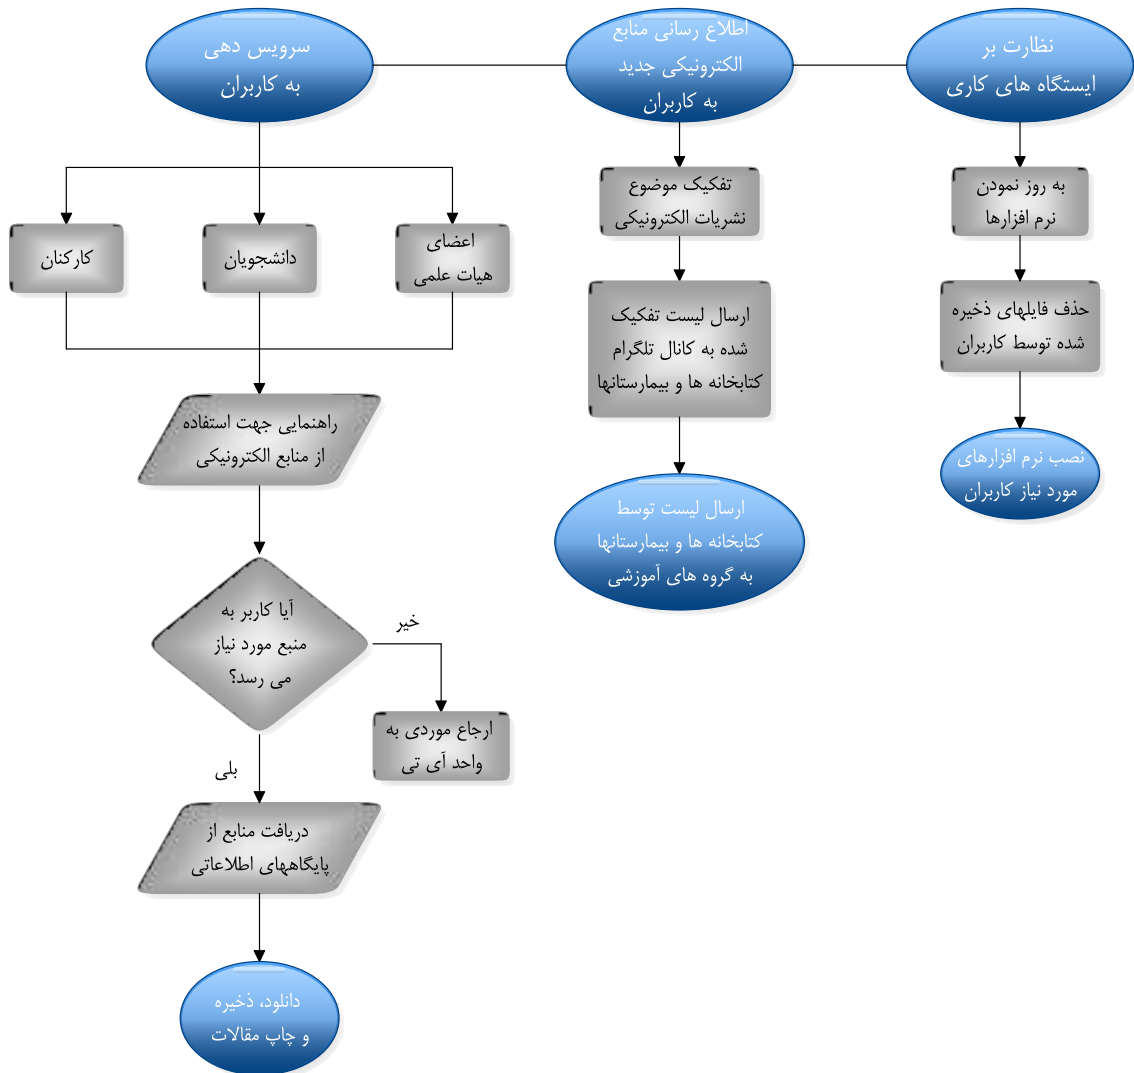 نظارت بر
ایستگاه های کاری
به روز نمودن
نرم افزارها
حذف فایلهای ذخیره
شده توسط کاربران
نصب نرم افزارهای
مورد نیاز کاربران
اطلاع رسانی منابع
الکترونیکی جدید
به کاربران
تفکیک موضوع
نشریات الکترونیکی
ارسال لیست تفکیک
شده به کانال تلگرام
کتابخانه ها و بیمارستانها
ارسال لیست توسط
کتابخانه ها و بیمارستانها
به گروه های آموزشی
سرویس دهی
به کاربران
اعضای
هیات علمی
دانشجویان
کارکنان
راهنمایی جهت استفاده
از منابع الکترونیکی
آیا کاربر به
منبع مورد نیاز
می رسد؟
خیر
ارجاع موردی به
واحد آی تی
بلی
دریافت منابع از
پایگاههای اطلاعاتی
دانلود، ذخیره
و چاپ مقالات